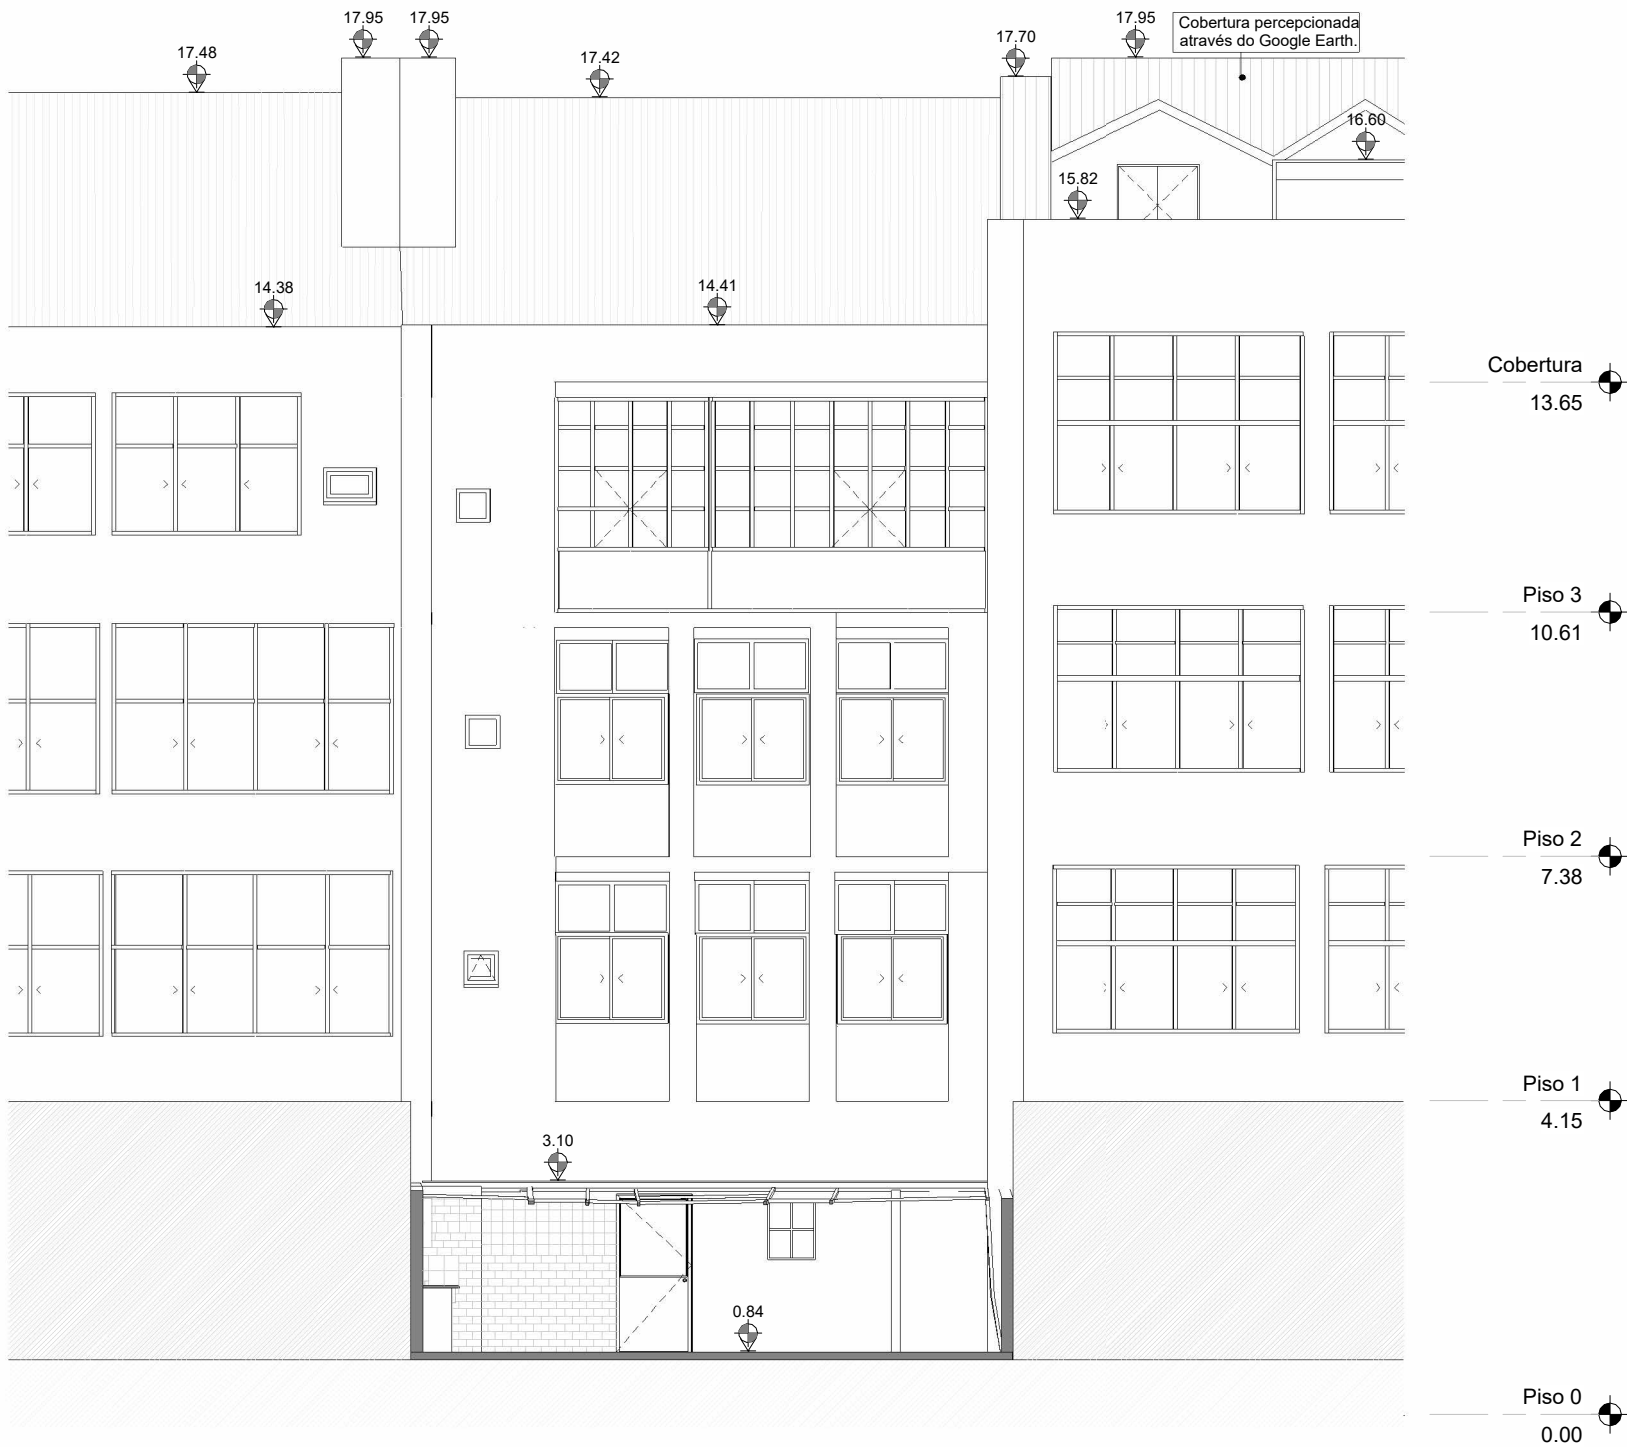 17.95
17.95
17.95
Cobertura percepcionada
através do Google Earth.
17.48
17.42
17.70
16.60
15.82
14.38
14.41
Cobertura
13.65
Piso 3
10.61
Piso 2
7.38
Piso 1
4.15
3.10
0.84
Piso 0
0.00